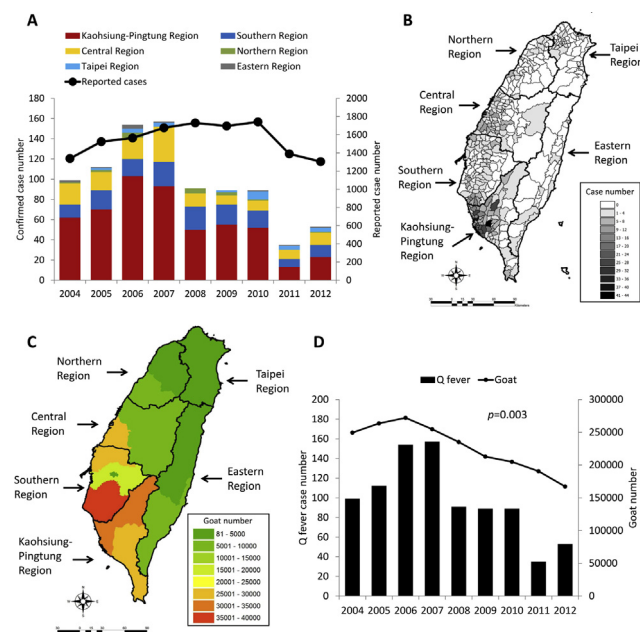 A
Kaohsiung-Pingtung Region
Southern Region
Central Region
Northern Region
Taipei Region
Eastern Region
Reported cases
Confirmed case number
180
160
140
120
100
80
60
40
20
0
2000
1800
1600
1400
1200
1000
800
600
400
200
0
Reported csae number
2004 2005 2006 2007 2008 2009 2010 2011 2012
B
Northern
Region
Taipei
Region
Central
Region
Eastern
Region
Southern
Region
Kaohsiung-
Pingtung
Region
Case number
0
1 - 4
5 - 8
9 - 12
13 - 16
17 - 20
21 - 24
25 - 28
29 - 32
33 - 36
37 - 40
41 - 44
C
Northern
Region
Taipei
Region
Central
Region
Southern
Region
Eastern
Region
Kaohsiung-
Pingtung
Region
Goat number
81 - 5000
5001 - 10000
10001 - 15000
15001 - 20000
20001 - 25000
25001 - 30000
30001 - 35000
35001 - 40000
D
Q fever
Goat
p=0.003
Q fever case number
200
180
160
140
120
100
80
60
40
20
0
300000
250000
200000
150000
100000
50000
0
Goat number
2004 2005 2006 2007 2008 2009 2010 2011 2012